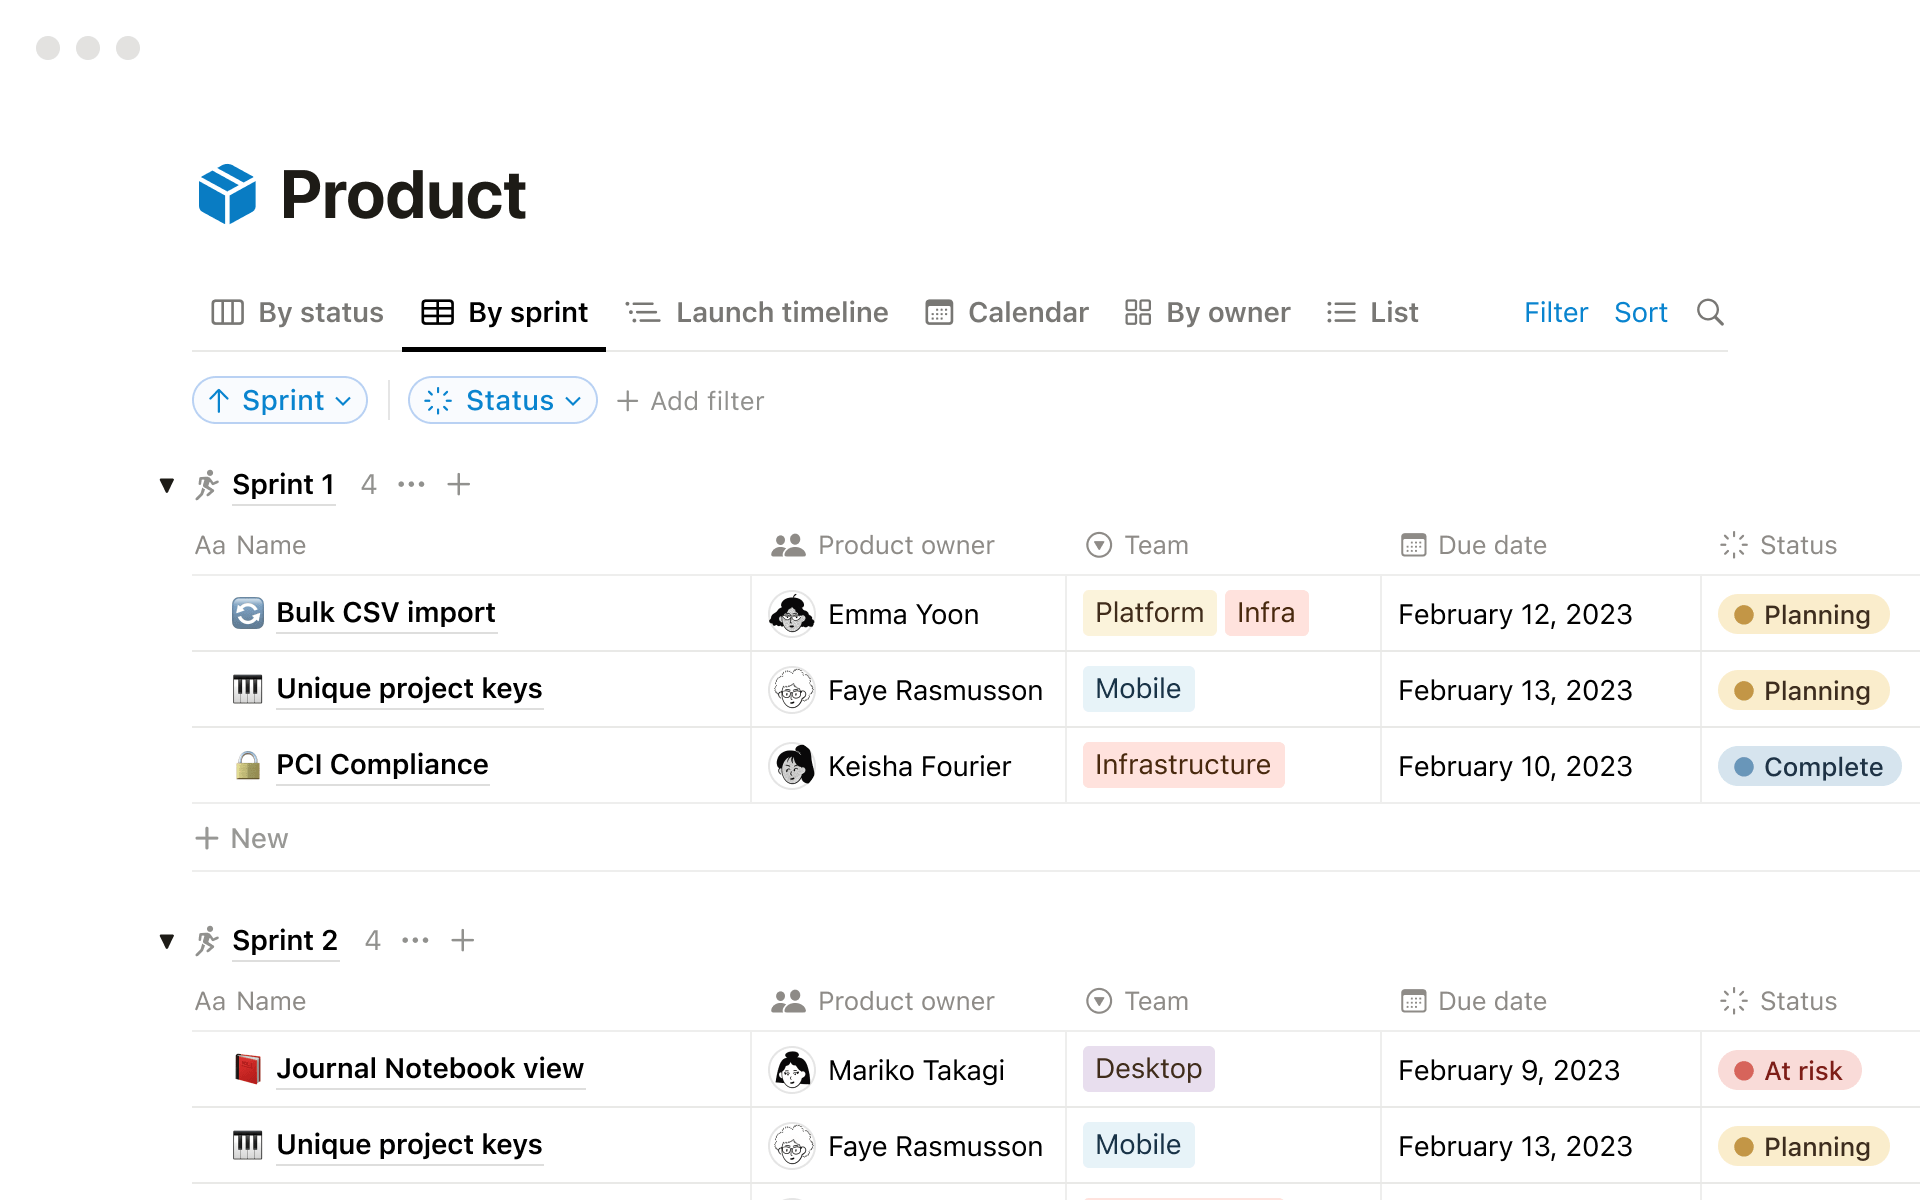 Product
By status By sprint Launch timeline Calendar By owner List Filter Sort
Sprint Status + Add filter
Sprint 1 4 ••• +
Aa Name Product owner Team Due date Status
Bulk CSV import Emma Yoon Platform Infra February 12, 2023 Planning
Unique project keys Faye Rasmusson Mobile February 13, 2023 Planning
PCI Compliance Keisha Fourier Infrastructure February 10, 2023 Complete
+ New
Sprint 2 4 ••• +
Aa Name Product owner Team Due date Status
Journal Notebook view Mariko Takagi Desktop February 9, 2023 At risk
Unique project keys Faye Rasmusson Mobile February 13, 2023 Planning